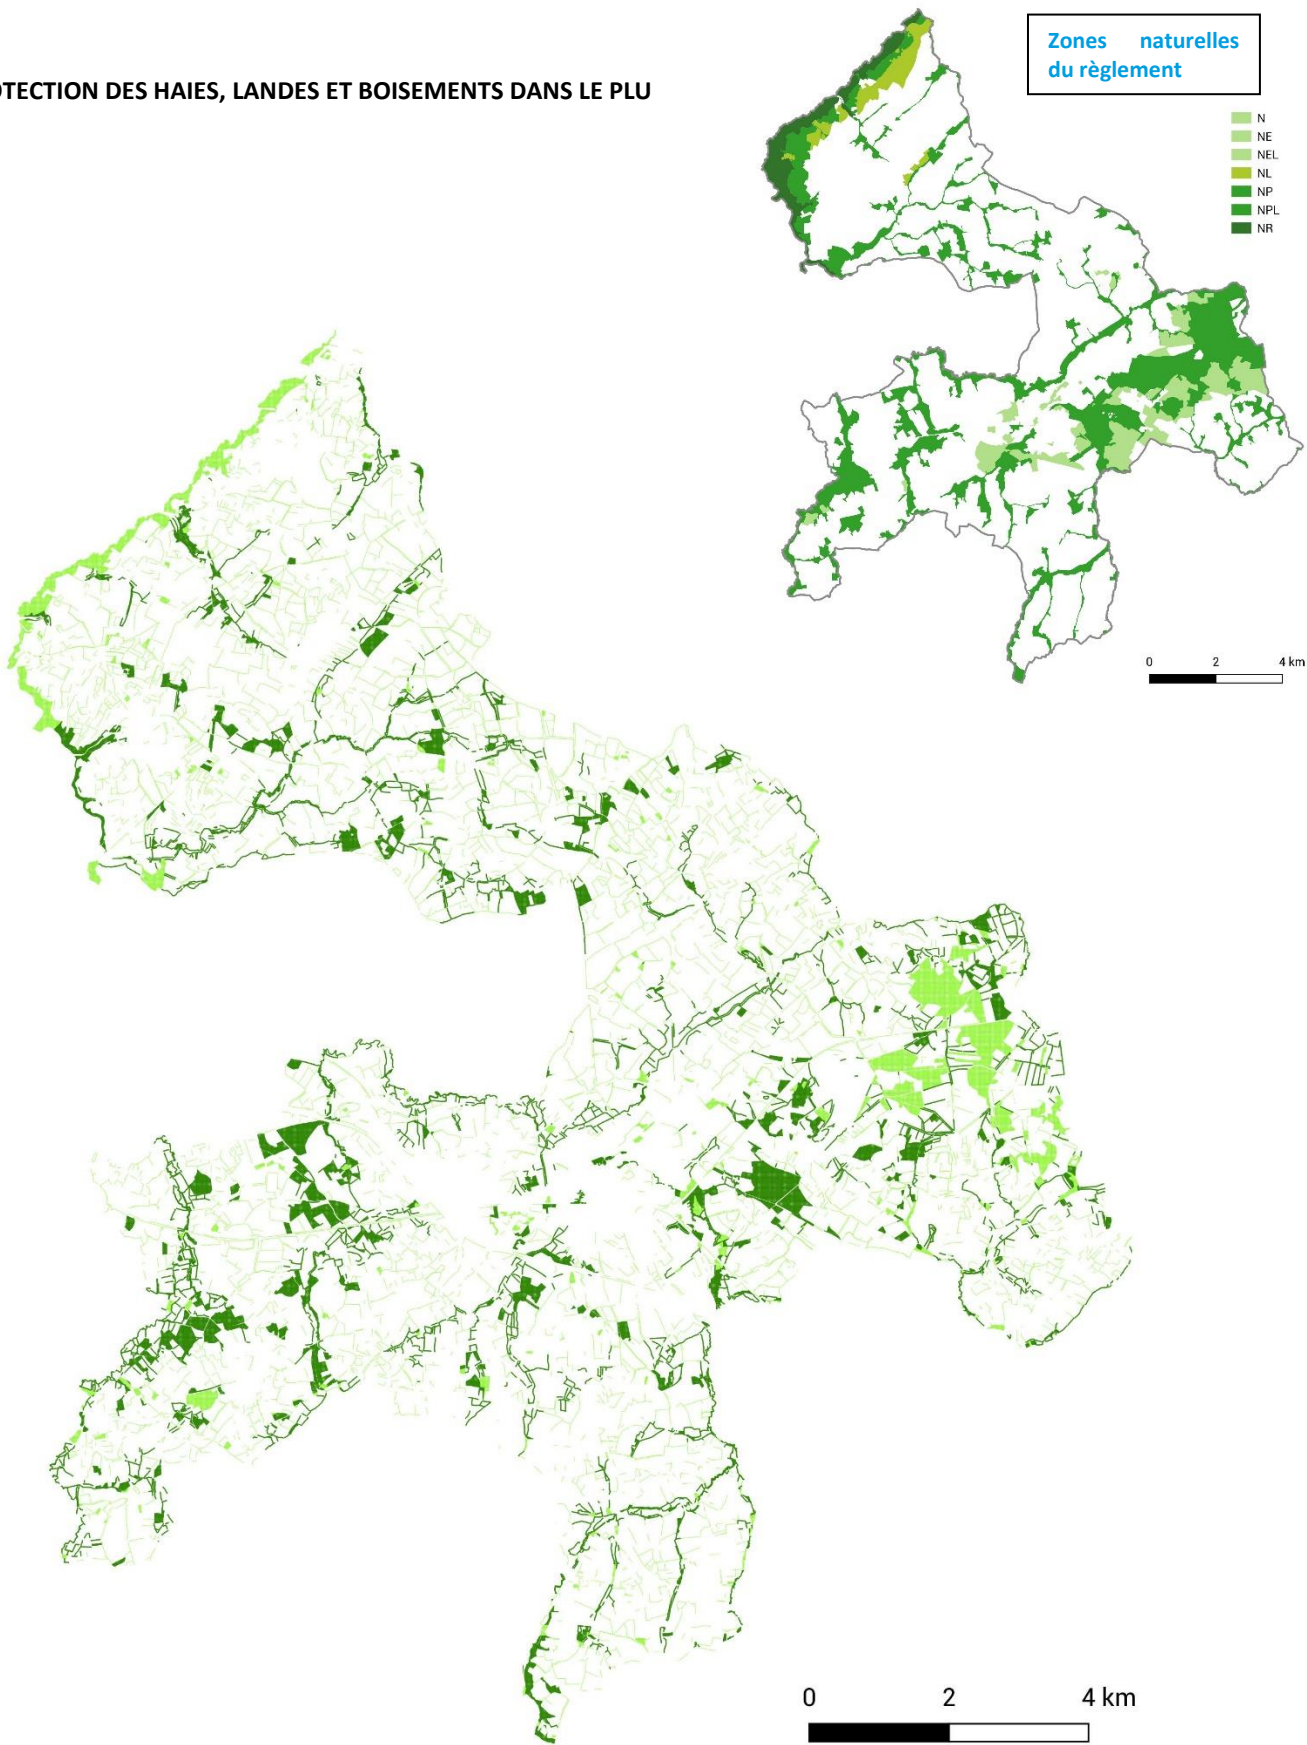 OTECTION DES HAIES, LANDES ET BOISEMENTS DANS LE PLU
Zones naturelles
du règlement
N
NE
NEL
NL
NP
NPL
NR
0 2 4 km
0 2 4 km